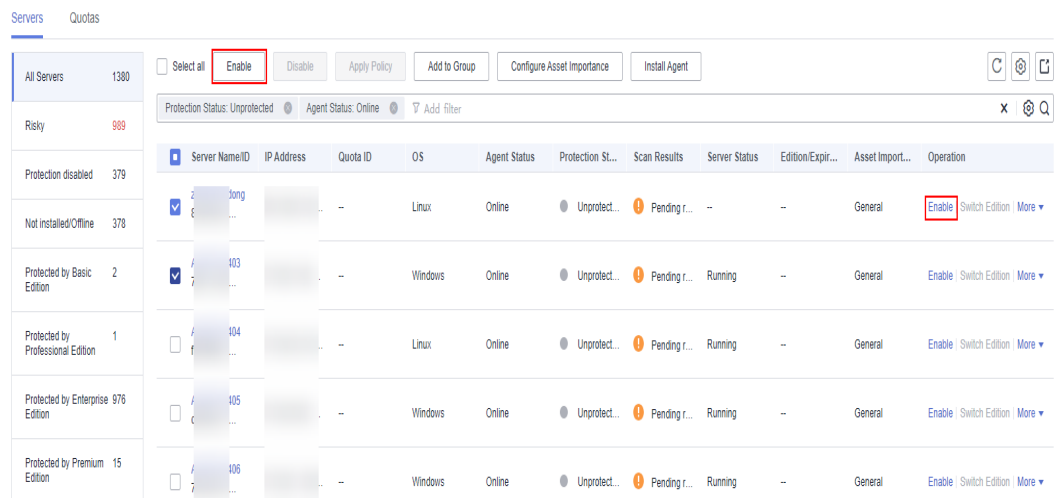 Servers Quotas
All Servers 1380
Risky 989
Protection disabled 379
Not installed/Offline 378
Protected by Basic 2
Edition
Protected by 1
Professional Edition
Protected by Enterprise 976
Edition
Protected by Premium 15
Edition
Select all Enable Disable Apply Policy Add to Group Configure Asset Importance Install Agent
Protection Status: Unprotected Agent Status: Online Add filter
Server Name/ID IP Address Quota ID OS Agent Status Protection St... Scan Results Server Status Edition/Expir... Asset Import... Operation
dong
... ... -- Linux Online Unprotect... Pending r... -- -- General Enable Switch Edition More
403
... . -- Windows Online Unprotect... Pending r... Running -- General Enable Switch Edition More
404
... .. -- Linux Online Unprotect... Pending r... Running -- General Enable Switch Edition More
405
... . -- Windows Online Unprotect... Pending r... Running -- General Enable Switch Edition More
406
... .. -- Windows Online Unprotect... Pending r... Running -- General Enable Switch Edition More